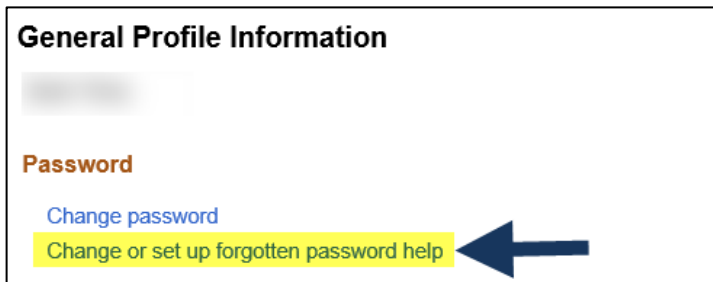 General Profile Information
Password
Change password
Change or set up forgotten password help